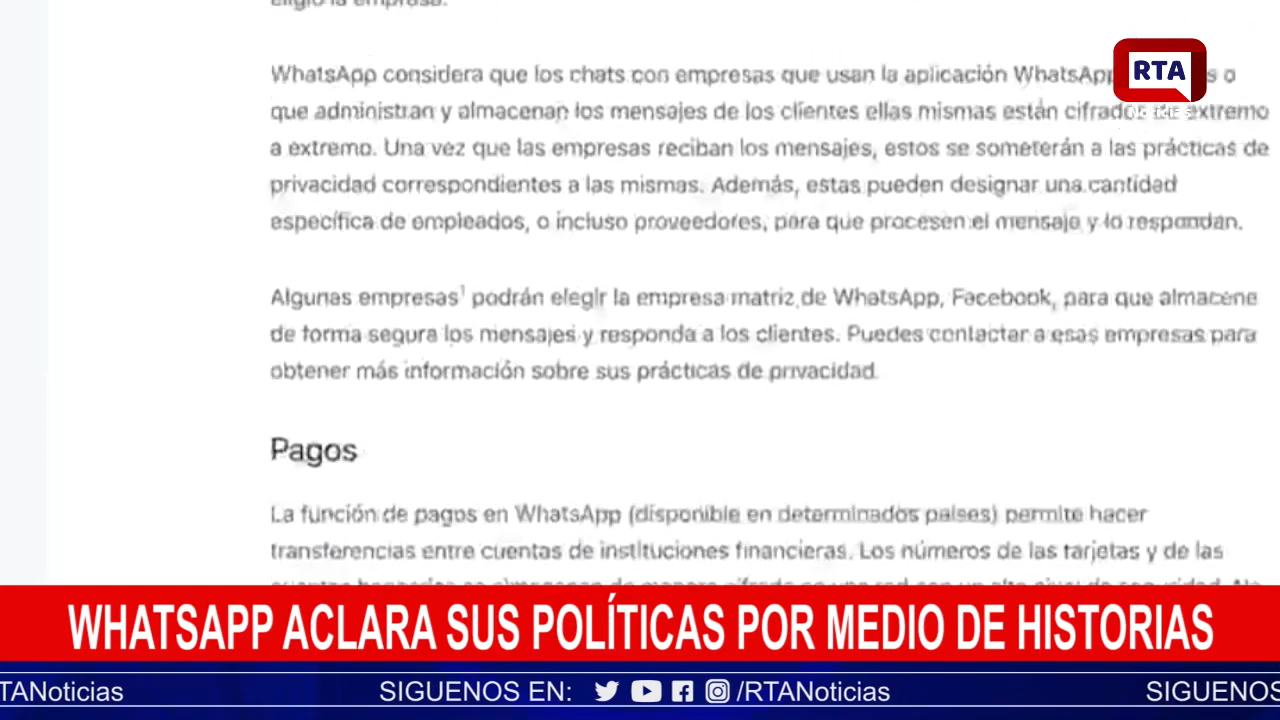 eligió la empresa.
WhatsApp considera que los chats con empresas que usan la aplicación WhatsApp s o
que administran y almacenan los mensajes de los clientes ellas mismas están cifrados de extremo
a extremo. Una vez que las empresas reciban los mensajes, estos se someterán a las prácticas de
privacidad correspondientes a las mismas. Además, estas pueden designar una cantidad
específica de empleados, o incluso proveedores, para que procesen el mensaje y lo respondan.
Algunas empresas¹ podrán elegir la empresa matriz de WhatsApp, Facebook, para que almacene
de forma segura los mensajes y responda a los clientes. Puedes contactar a esas empresas para
obtener más información sobre sus prácticas de privacidad.
Pagos
La función de pagos en WhatsApp (disponible en determinados países) permite hacer
transferencias entre cuentas de instituciones financieras. Los números de las tarjetas y de las
RTA
Noticias
WHATSAPP ACLARA SUS POLÍTICAS POR MEDIO DE HISTORIAS
TANoticias SIGUENOS EN: /RTANoticias SIGUENOS